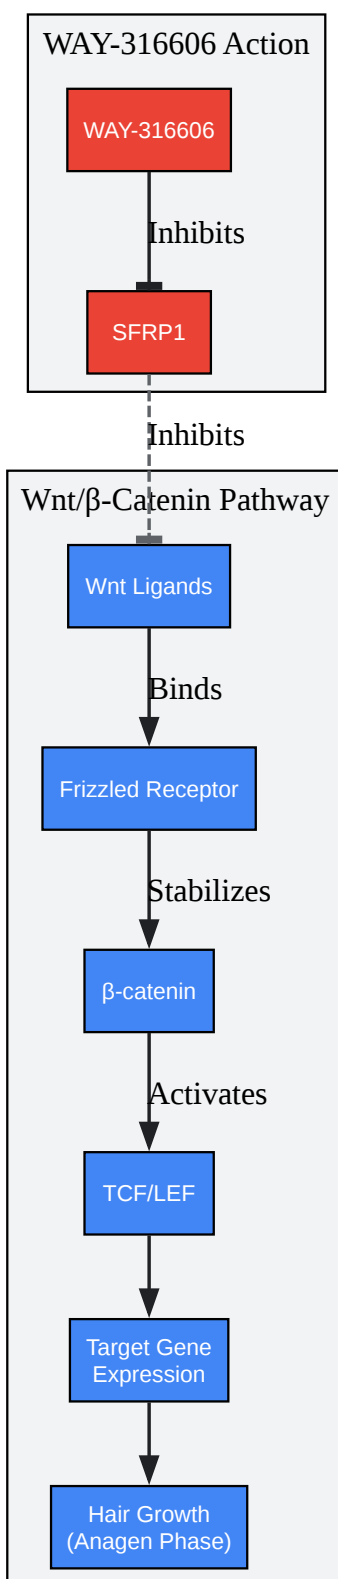 WAY-316606 Action
WAY-316606
Inhibits
SFRP1
Inhibits
Wnt/β-Catenin Pathway
Wnt Ligands
Binds
Frizzled Receptor
Stabilizes
β-catenin
Activates
TCF/LEF
Target Gene
Expression
Hair Growth
(Anagen Phase)